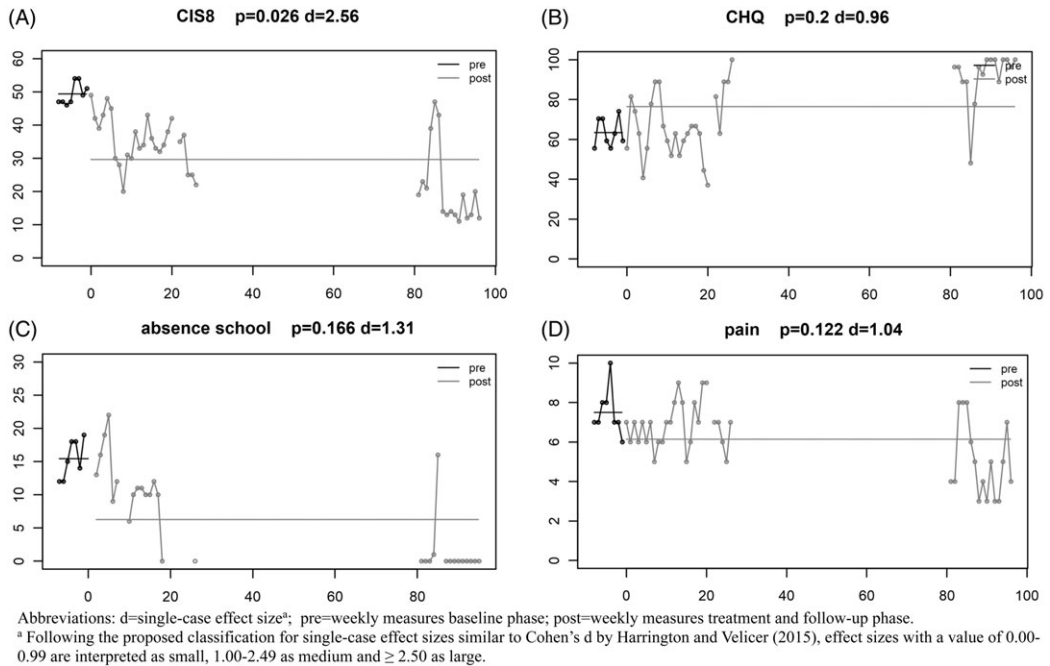 (A) CIS8 p=0.026 d=2.56
pre
post
60
50
40
30
20
10
0
0 20 40 60 80 100
(B) CHQ p=0.2 d=0.96
pre
post
100
80
60
40
20
0
0 20 40 60 80 100
(C) absence school p=0.166 d=1.31
pre
post
30
25
20
15
10
5
0
0 20 40 60 80 100
(D) pain p=0.122 d=1.04
pre
post
10
8
6
4
2
0
0 20 40 60 80 100
Abbreviations: d=single-case effect sizeᵃ; pre=weekly measures baseline phase; post=weekly measures treatment and follow-up phase.
ᵃ Following the proposed classification for single-case effect sizes similar to Cohen's d by Harrington and Velicer (2015), effect sizes with a value of 0.00-
0.99 are interpreted as small, 1.00-2.49 as medium and ≥ 2.50 as large.